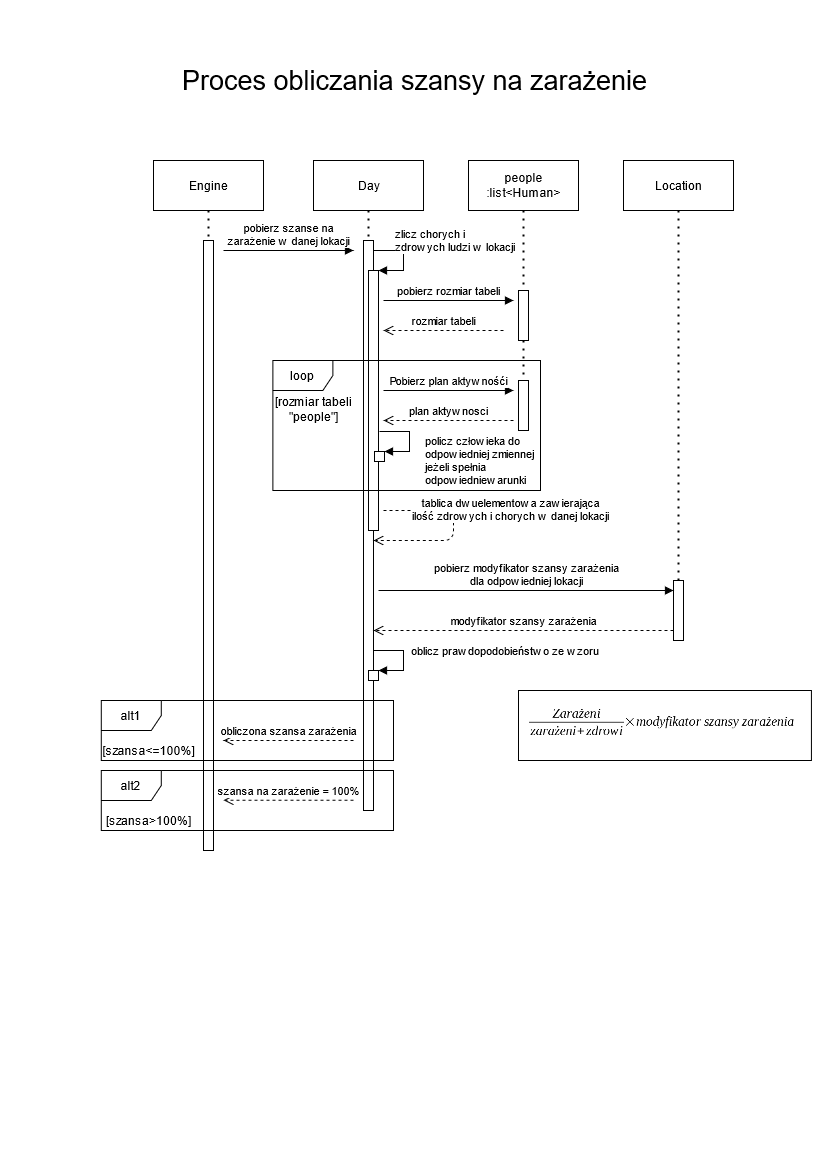 Proces obliczania szansy na zarażenie
Engine
Day
people
:list<Human>
Location
pobierz szanse na
zarażenie w danej lokacji
zlicz chorych i
zdrowych ludzi w lokacji
pobierz rozmiar tabeli
rozmiar tabeli
loop
[rozmiar tabeli
"people"]
Pobierz plan aktywnośći
plan aktywnosci
policz człowieka do
odpowiedniej zmiennej
jeżeli spełnia
odpowiedniewarunki
tablica dwuelementowa zawierająca
ilość zdrowych i chorych w danej lokacji
pobierz modyfikator szansy zarażenia
dla odpowiedniej lokacji
modyfikator szansy zarażenia
oblicz prawdopodobieństwo ze wzoru
alt1
obliczona szansa zarażenia
[szansa<=100%]
Zarażeni
zarażeni+zdrowi
×modyfikator szansy zarażenia
alt2
szansa na zarażenie = 100%
[szansa>100%]